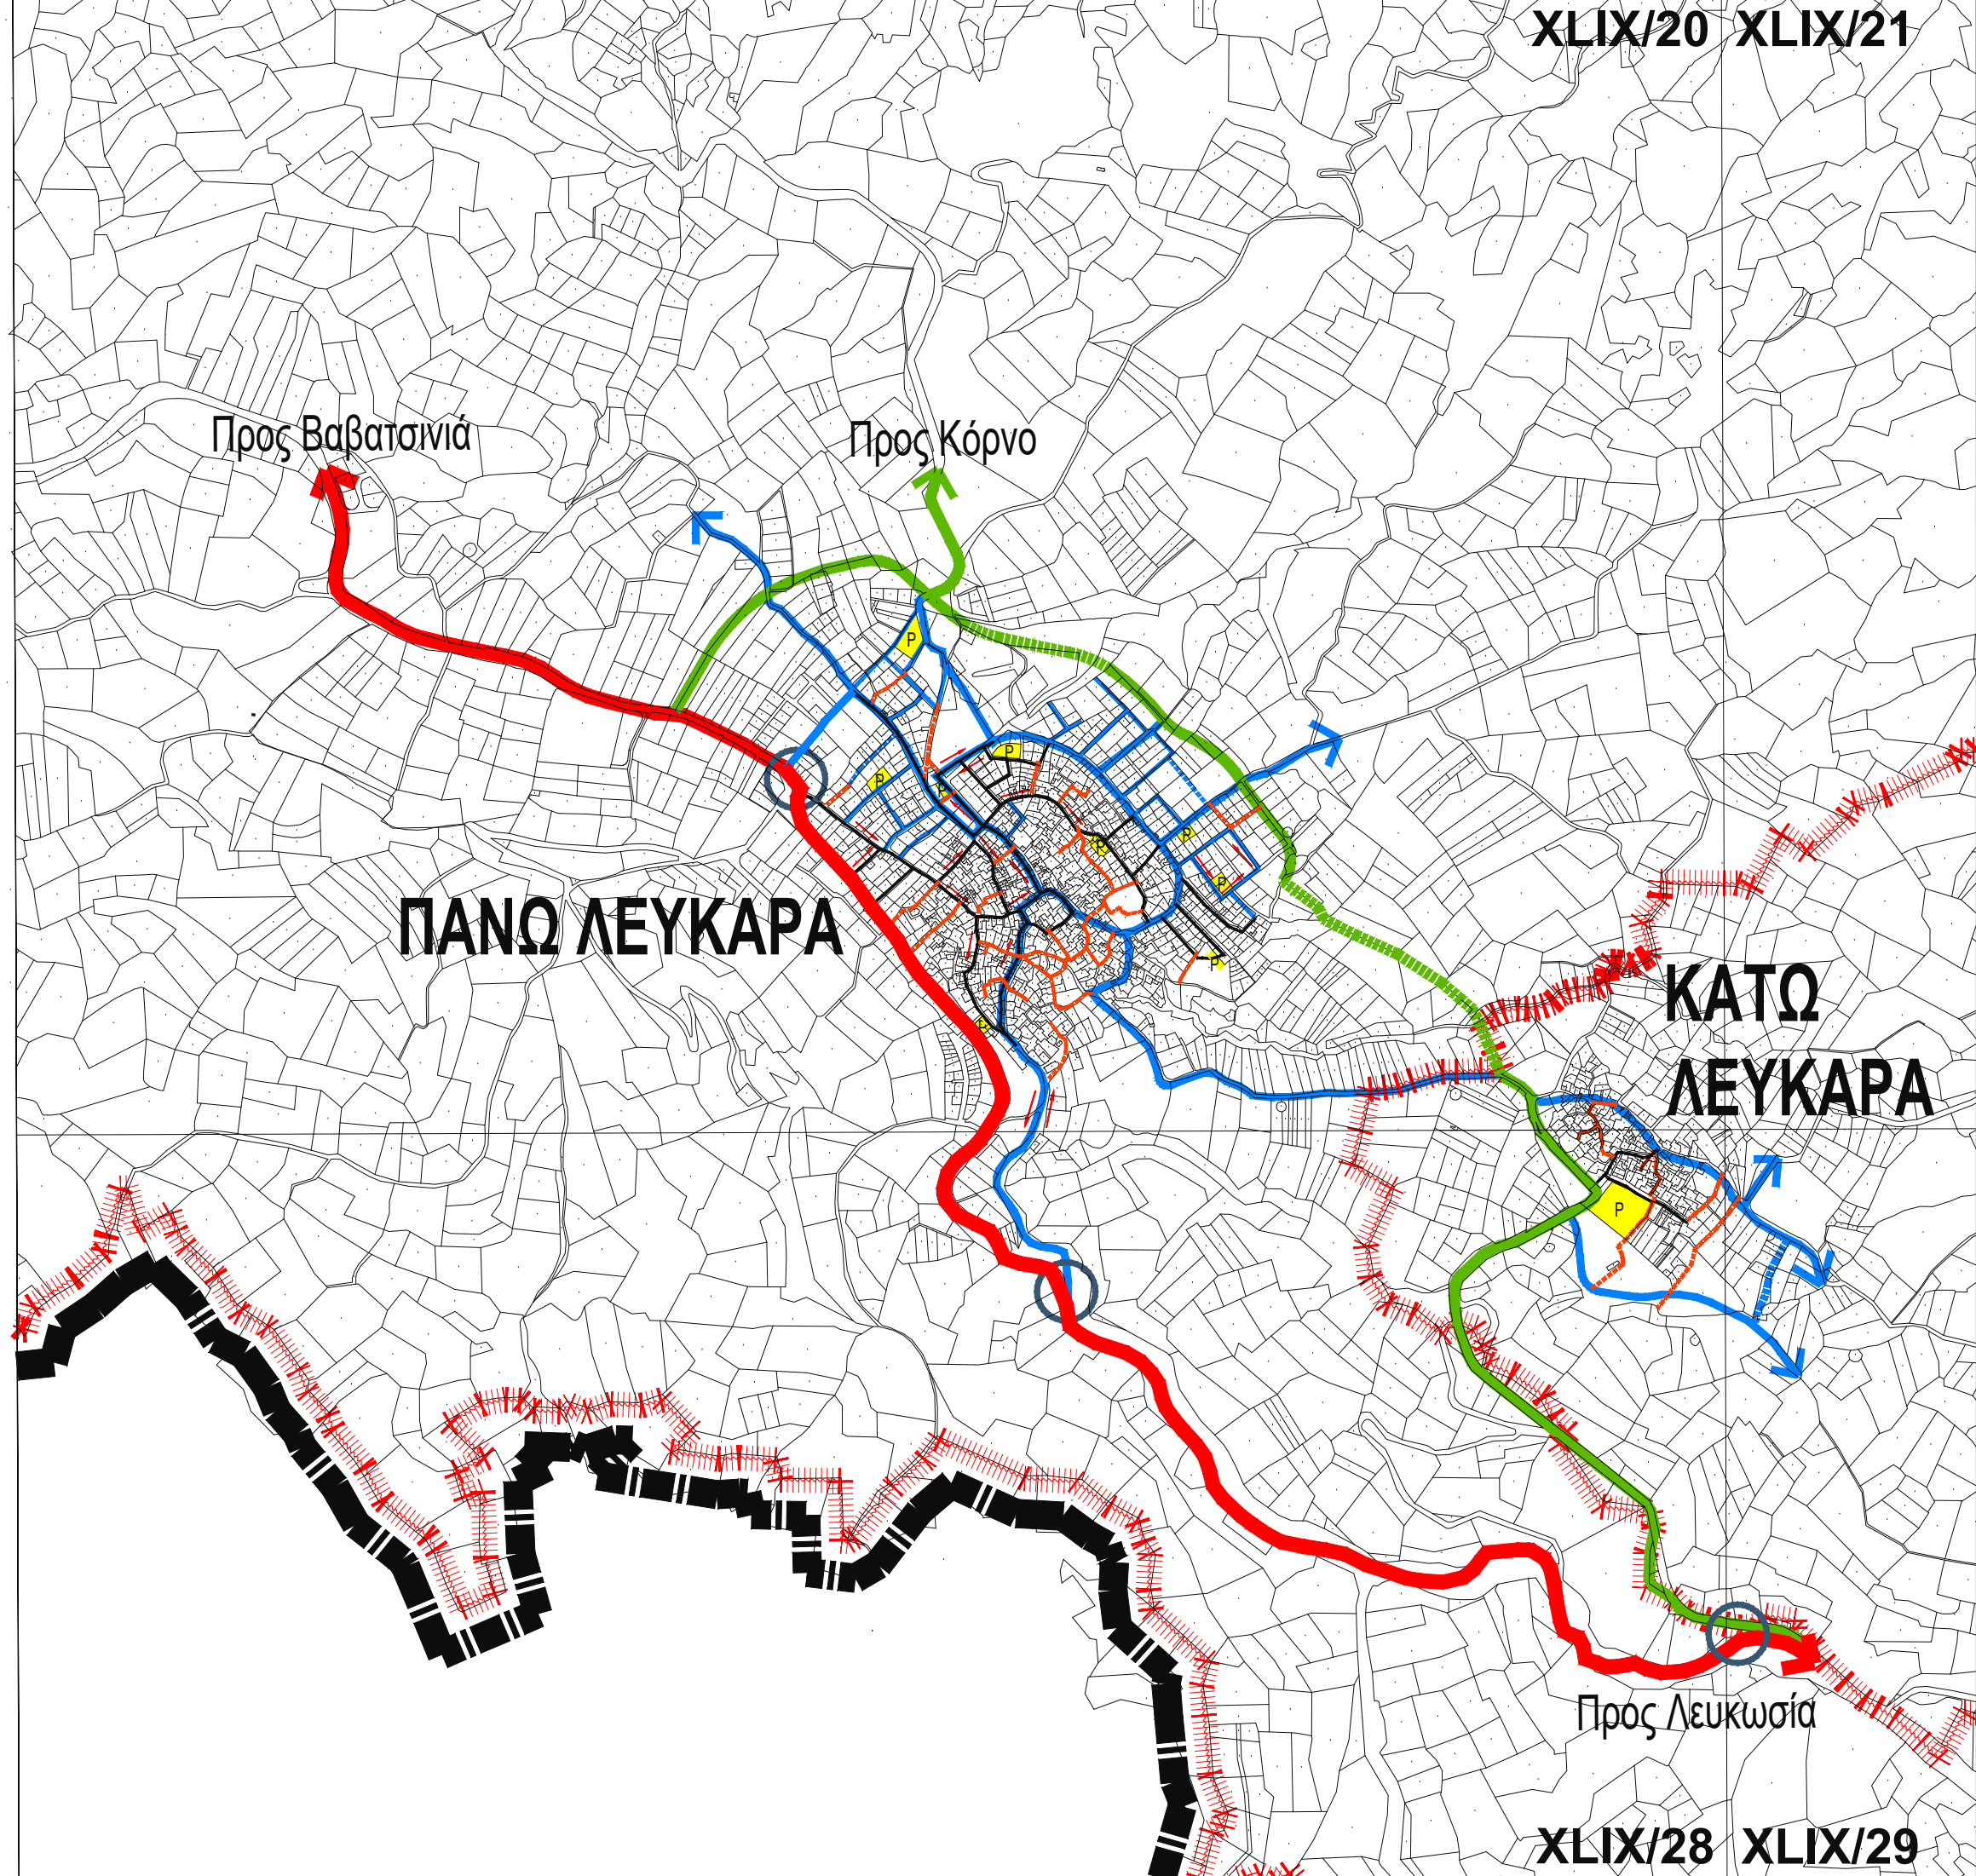 XLIX/20 XLIX/21
Προς Βαβατσινιά
Προς Κόρνο
P
P
P
P
P
P
P
P
P
ΠΑΝΩ ΛΕΥΚΑΡΑ
ΚΑΤΩ
ΛΕΥΚΑΡΑ
P
Προς Λευκωσία
XLIX/28 XLIX/29